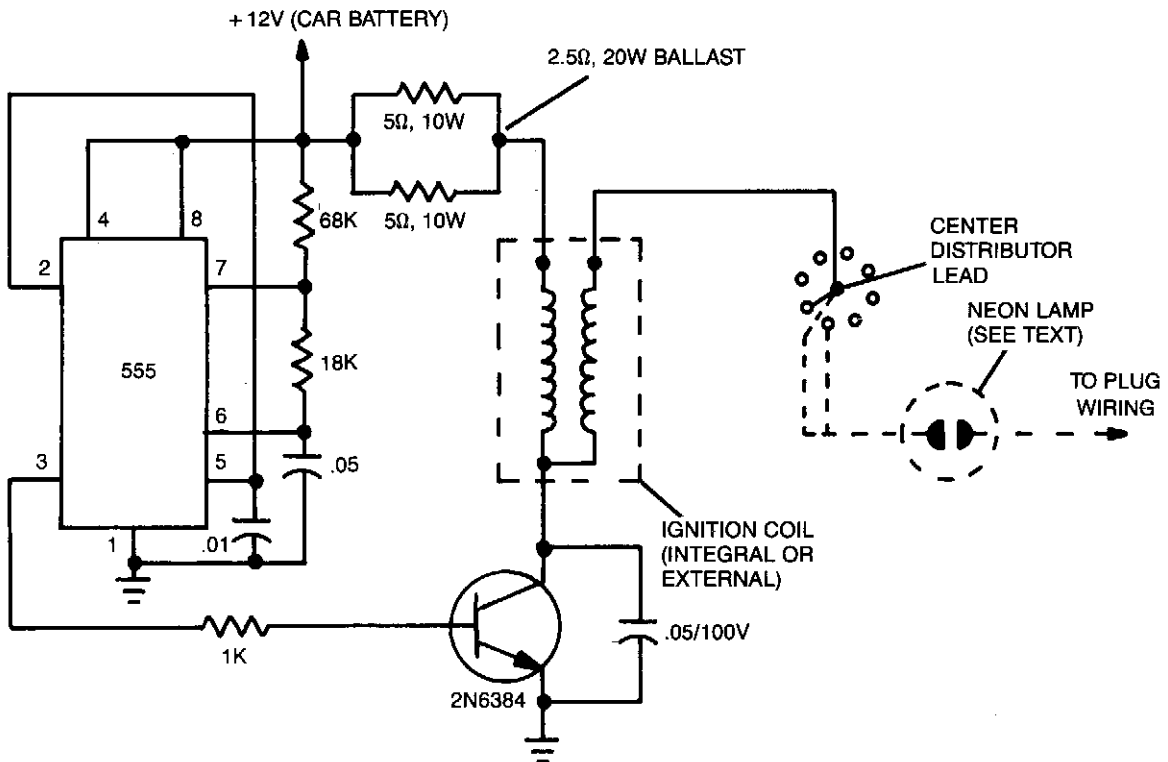 +12V (CAR BATTERY)
2.5Ω, 20W BALLAST
5Ω, 10W
5Ω, 10W
4
8
68K
2
7
555
18K
6
3
5
.05
1
.01
1K
2N6384
.05/100V
IGNITION COIL
(INTEGRAL OR
EXTERNAL)
CENTER
DISTRIBUTOR
LEAD
NEON LAMP
(SEE TEXT)
TO PLUG
WIRING